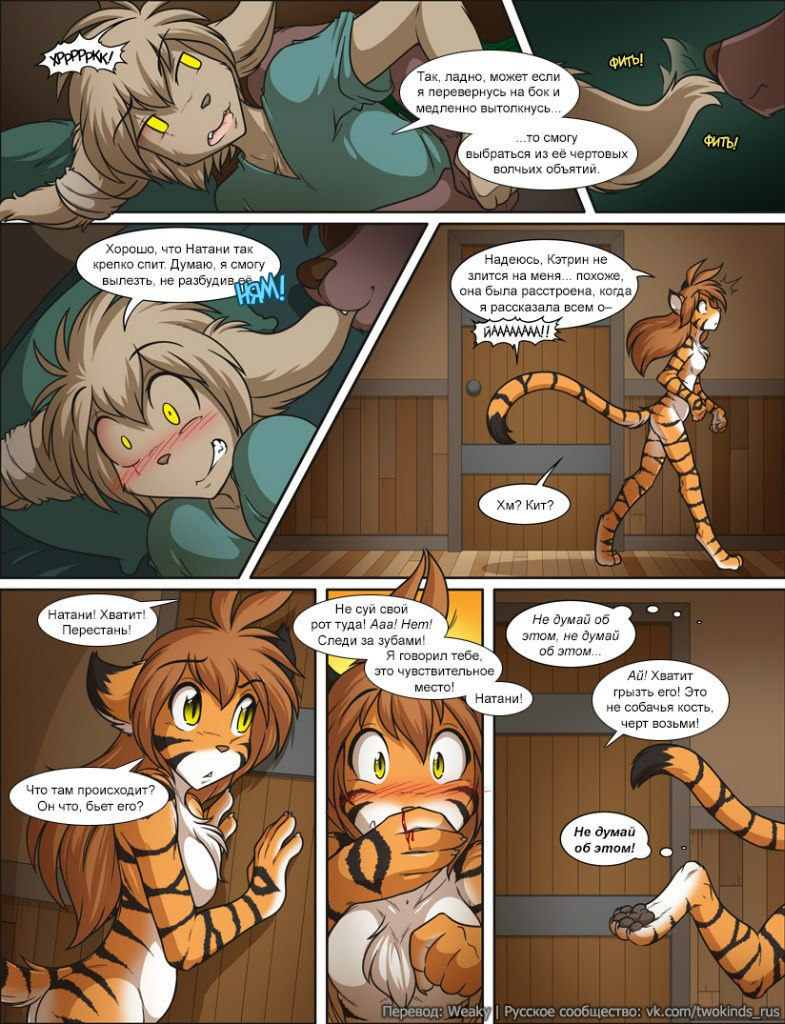 ХРРРРРКК!
Так, ладно, может если
я перевернусь на бок и
медленно вытолкнусь...
...то смогу
выбраться из её чертовых
волчьих объятий.
ФИТЬ!
ФИТЬ!
Хорошо, что Натани так
крепко спит. Думаю, я смогу
вылезть, не разбудив её.
НЯМ!
Надеюсь, Кэтрин не
злится на меня... похоже,
она была расстроена, когда
я рассказала всем о–
ЙАААААААА!!
Хм? Кит?
Натани! Хватит!
Перестань!
Что там происходит?
Он что, бьет его?
Не суй свой
рот туда! Ааа! Нет!
Следи за зубами!
Я говорил тебе,
это чувствительное
место!
Натани!
Не думай об
этом, не думай
об этом...
Ай! Хватит
грызть его! Это
не собачья кость,
черт возьми!
Не думай
об этом!
Перевод: Weaky | Русское сообщество: vk.com/twokinds_rus